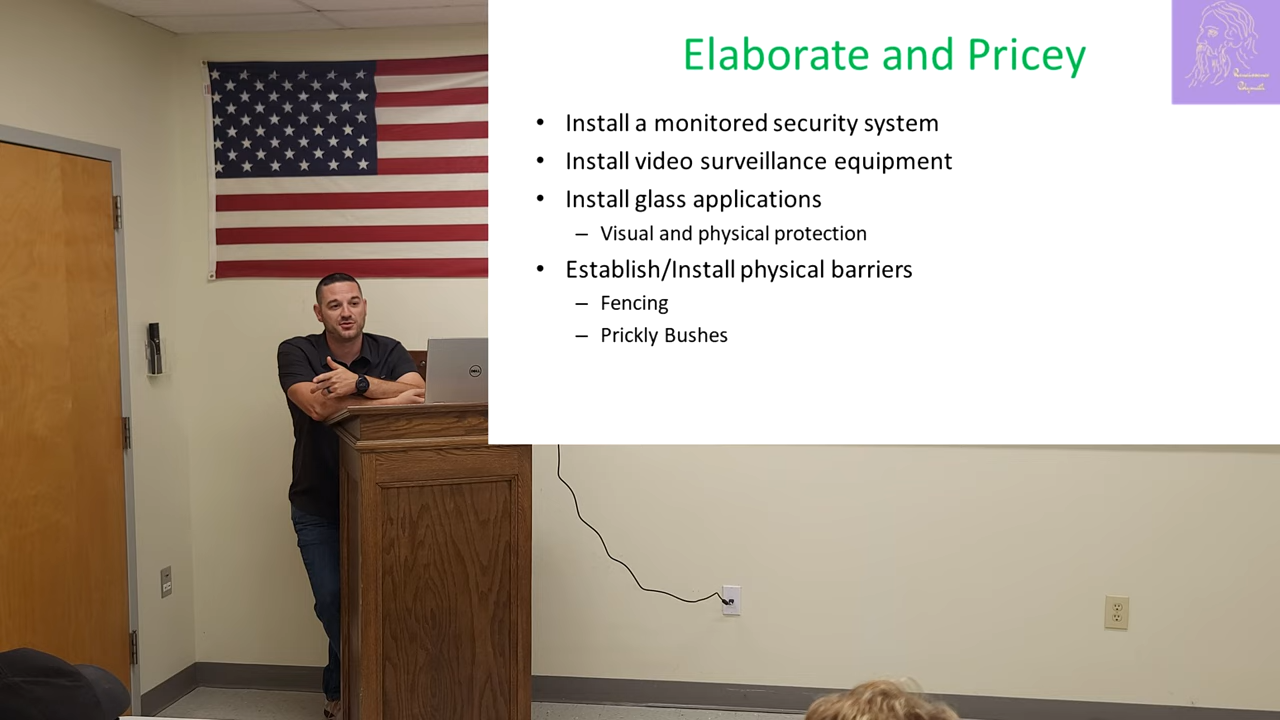 Elaborate and Pricey
• Install a monitored security system
• Install video surveillance equipment
• Install glass applications
– Visual and physical protection
• Establish/Install physical barriers
– Fencing
– Prickly Bushes
DELL